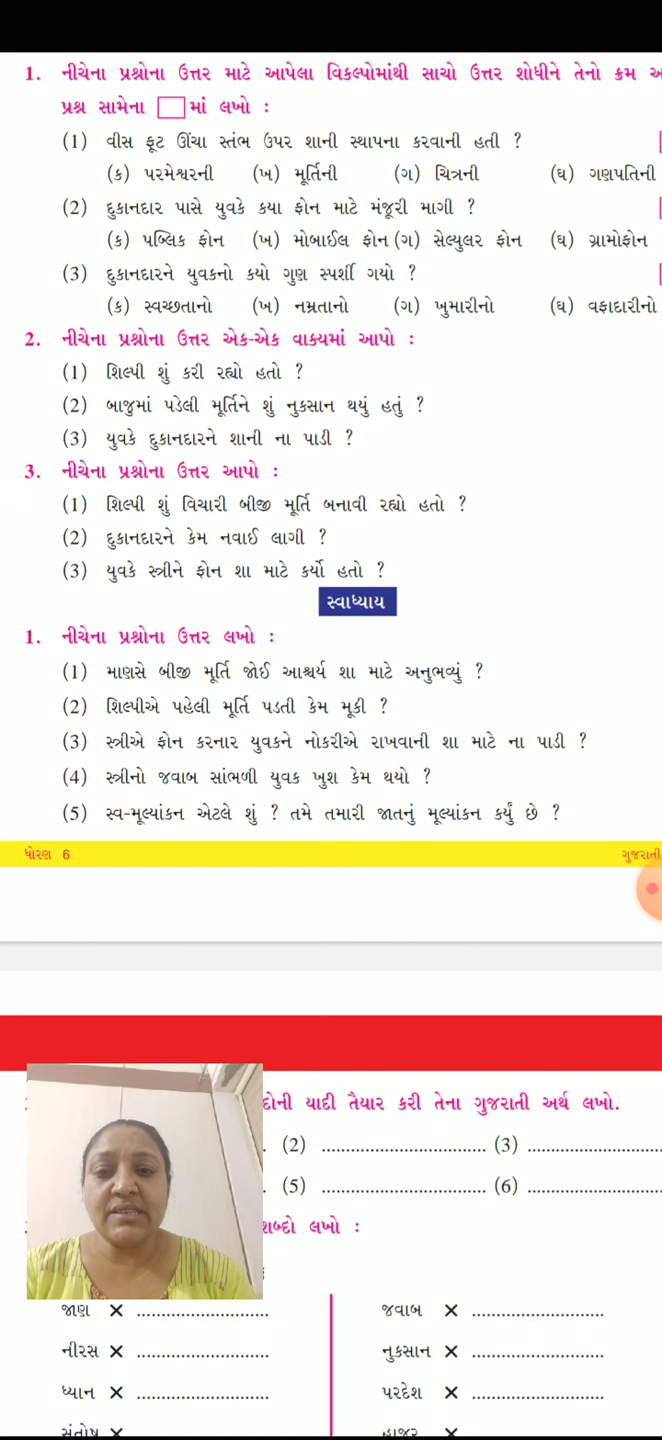 1. નીચેના પ્રશ્નોના ઉત્તર માટે આપેલા વિકલ્પોમાંથી સાચો ઉત્તર શોધીને તેનો ક્રમ
પ્રશ્ન સામેના માં લખો :
(1) વીસ ફૂટ ઊંચા સ્તંભ ઉપર શાની સ્થાપના કરવાની હતી ?
(ક) પરમેશ્વરની (ખ) મૂર્તિની (ગ) ચિત્રની (ઘ) ગણપતિની
(2) દુકાનદાર પાસે યુવકે કયા ફોન માટે મંજૂરી માગી ?
(ક) પબ્લિક ફોન (ખ) મોબાઈલ ફોન (ગ) સેલ્યુલર ફોન (ઘ) ગ્રામોફોન
(3) દુકાનદારને યુવકનો કયો ગુણ સ્પર્શી ગયો ?
(ક) સ્વચ્છતાનો (ખ) નમ્રતાનો (ગ) ખુમારીનો (ઘ) વફાદારીનો
2. નીચેના પ્રશ્નોના ઉત્તર એક-એક વાક્યમાં આપો :
(1) શિલ્પી શું કરી રહ્યો હતો ?
(2) બાજુમાં પડેલી મૂર્તિને શું નુકસાન થયું હતું ?
(3) યુવકે દુકાનદારને શાની ના પાડી ?
3. નીચેના પ્રશ્નોના ઉત્તર આપો :
(1) શિલ્પી શું વિચારી બીજી મૂર્તિ બનાવી રહ્યો હતો ?
(2) દુકાનદારને કેમ નવાઈ લાગી ?
(3) યુવકે સ્ત્રીને ફોન શા માટે કર્યો હતો ?
સ્વાધ્યાય
1. નીચેના પ્રશ્નોના ઉત્તર લખો :
(1) માણસે બીજી મૂર્તિ જોઈ આશ્ચર્ય શા માટે અનુભવ્યું ?
(2) શિલ્પીએ પહેલી મૂર્તિ પડતી કેમ મૂકી ?
(3) સ્ત્રીએ ફોન કરનાર યુવકને નોકરીએ રાખવાની શા માટે ના પાડી ?
(4) સ્ત્રીનો જવાબ સાંભળી યુવક ખુશ કેમ થયો ?
(5) સ્વ-મૂલ્યાંકન એટલે શું ? તમે તમારી જાતનું મૂલ્યાંકન કર્યું છે ?
ધોરણ 6 ગુજરાતી
યાદી તૈયાર કરી તેના ગુજરાતી અર્થ લખો.
(2) ................................. (3) ...........................
(5) ................................. (6) ...........................
શબ્દો લખો :
જાણ × ........................... જવાબ × ...........................
નીરસ × ........................... નુકસાન × ...........................
ધ્યાન × ........................... પરદેશ × ...........................
સંતોષ × હાજર ×